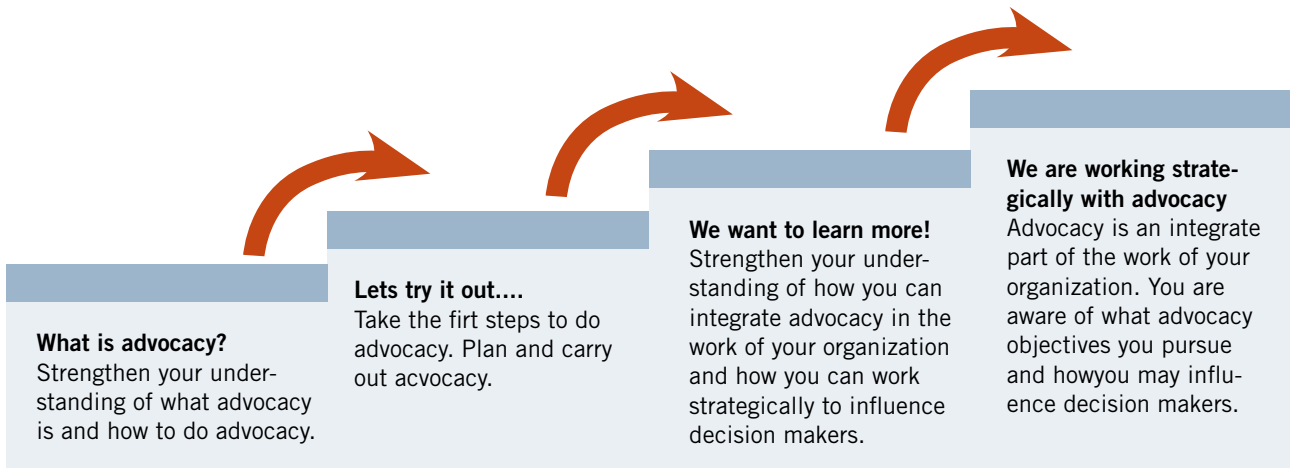 What is advocacy?
Strengthen your under-
standing of what advocacy
is and how to do advocacy.
Lets try it out....
Take the firt steps to do
advocacy. Plan and carry
out acvocacy.
We want to learn more!
Strengthen your under-
standing of how you can
integrate advocacy in the
work of your organization
and how you can work
strategically to influence
decision makers.
We are working strate-
gically with advocacy
Advocacy is an integrate
part of the work of your
organization. You are
aware of what advocacy
objectives you pursue
and howyou may influ-
ence decision makers.